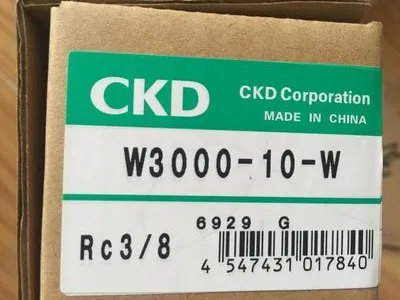 CKD
CKD Corporation
MADE IN CHINA
W3000-10-W
6929 G
Rc3/8
4 547431 017840